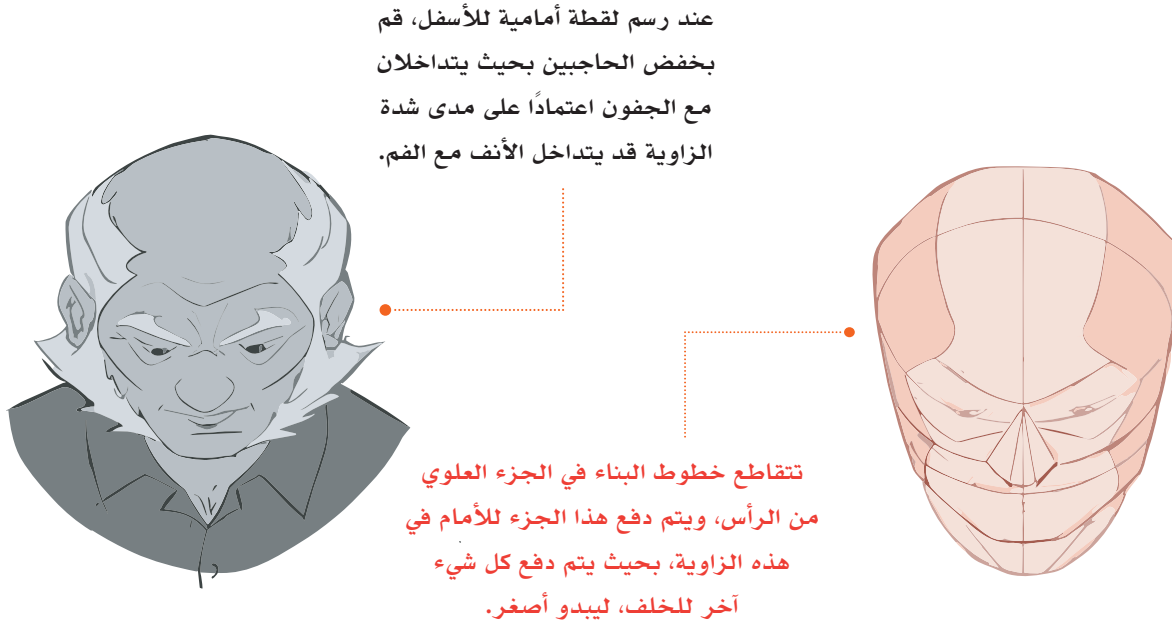 عند رسم لقطة أمامية للأسفل، قم
بخفض الحاجبين بحيث يتداخلان
مع الجفون اعتمادًا على مدى شدة
الزاوية قد يتداخل الأنف مع الفم.
تتقاطع خطوط البناء في الجزء العلوي
من الرأس، ويتم دفع هذا الجزء للأمام في
هذه الزاوية، بحيث يتم دفع كل شيء
آخر للخلف، ليبدو أصغر.